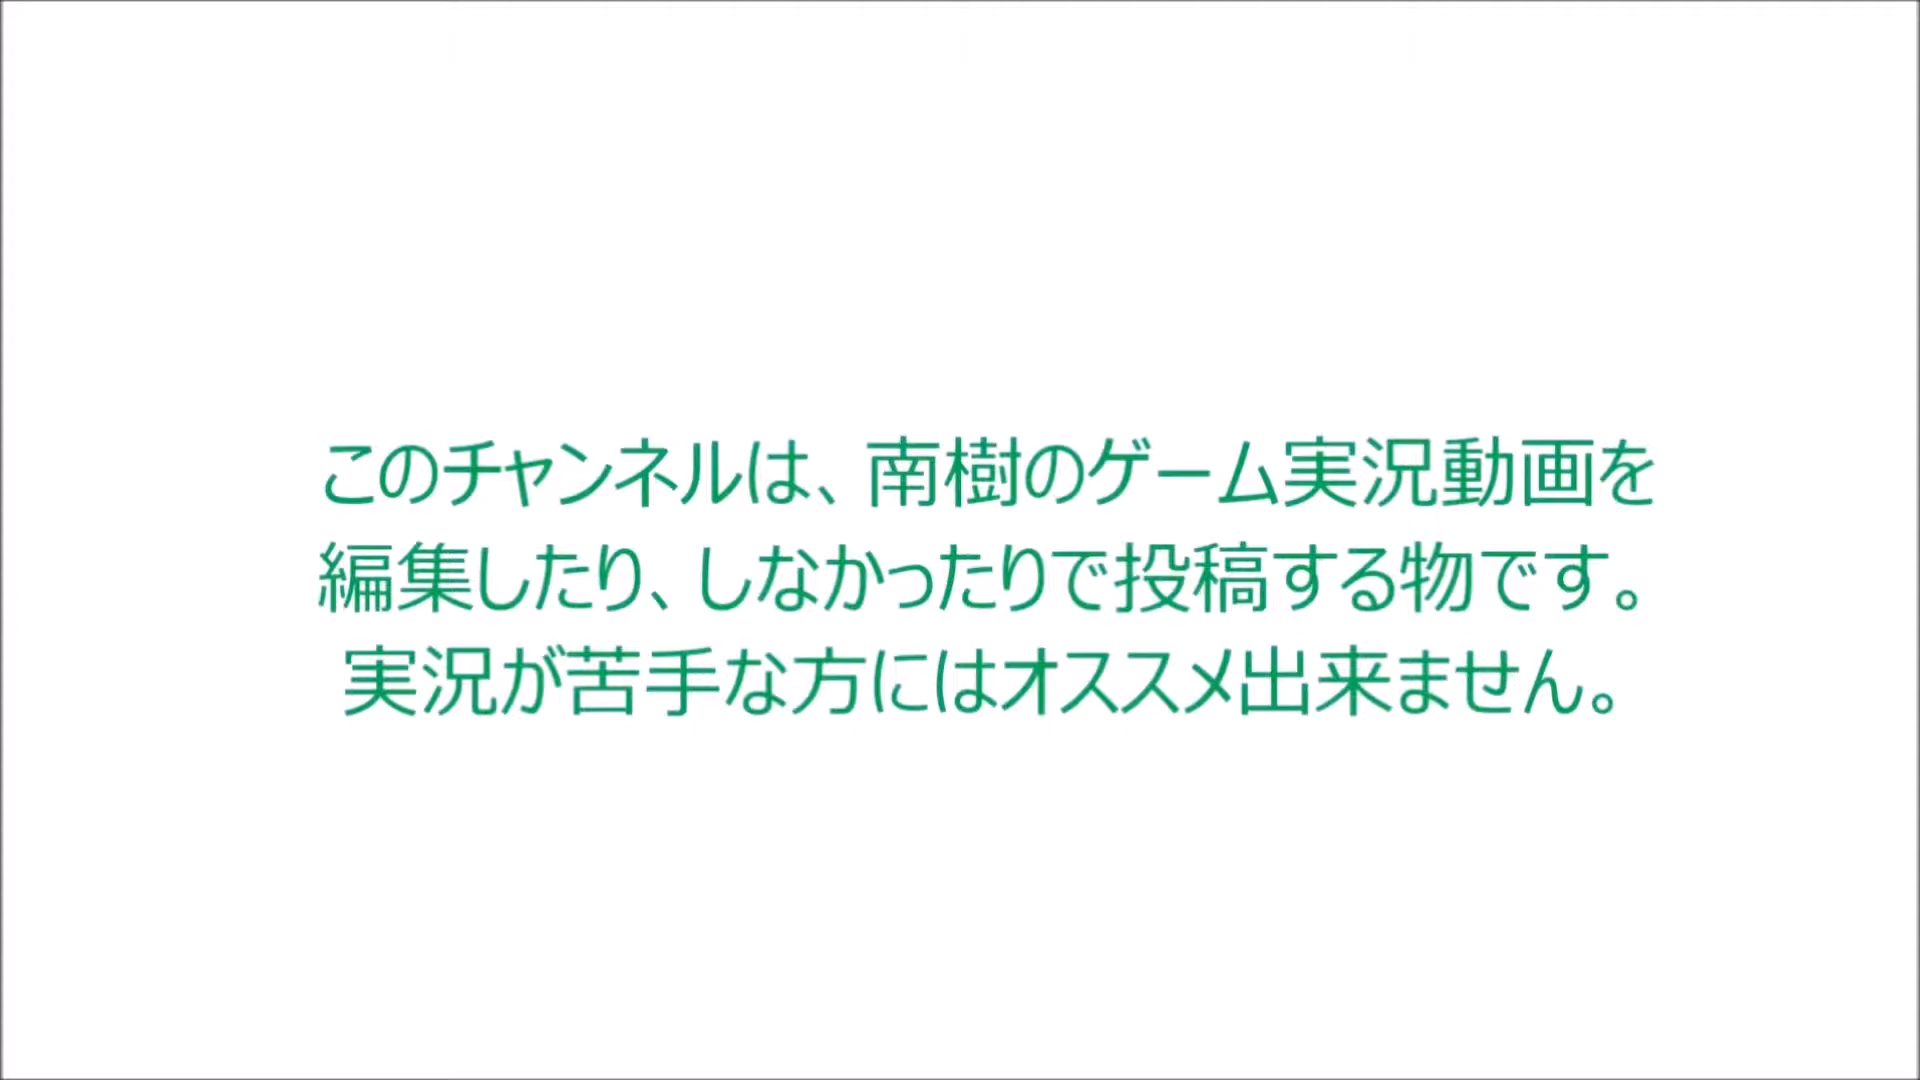 このチャンネルは、南樹のゲーム実況動画を
編集したり、しなかったりで投稿する物です。
実況が苦手な方にはオススメ出来ません。